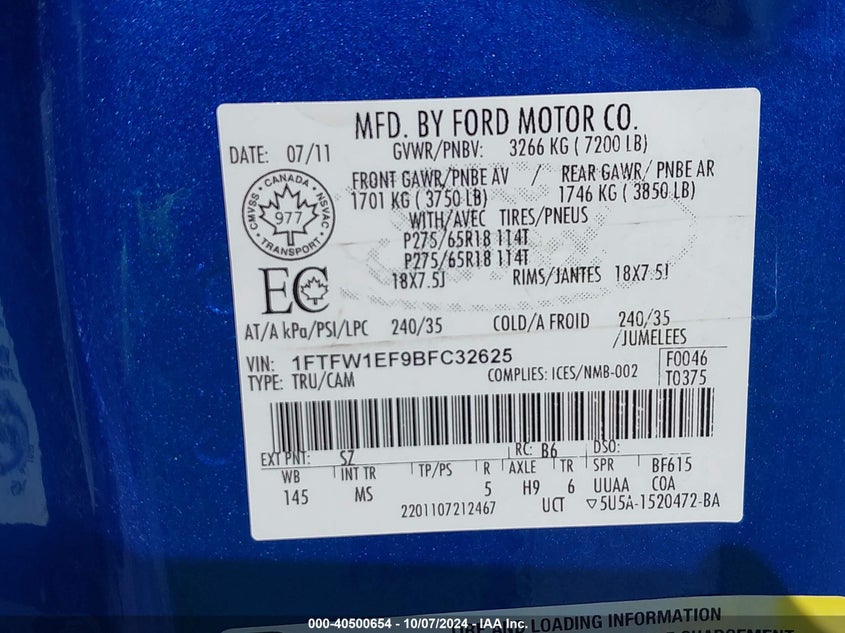 MFD. BY FORD MOTOR CO.
DATE: 07/11 GVWR/PNBV: 3266 KG ( 7200 LB)
FRONT GAWR/PNBE AV / REAR GAWR/ PNBE AR
1701 KG ( 3750 LB) 1746 KG ( 3850 LB)
WITH/AVEC TIRES/PNEUS
P275/65R18 114T
P275/65R18 114T
18X7.5J RIMS/JANTES 18X7.5J
CMVSS • CANADA • NSVAC
977
TRANSPORT
EC
AT/A kPa/PSI/LPC 240/35 COLD/A FROID 240/35
/JUMELEES
VIN: 1FTFW1EF9BFC32625 F0046
TYPE: TRU/CAM COMPLIES: ICES/NMB-002 T0375
EXT PNT: SZ RC: B6 DSO:
WB INT TR TP/PS R AXLE TR SPR BF615
145 MS 5 H9 6 UUAA COA
2201107212467 UCT ▽5U5A-1520472-BA
TIRE AND LOADING INFORMATION
000-40500654 - 10/07/2024 - IAA Inc.